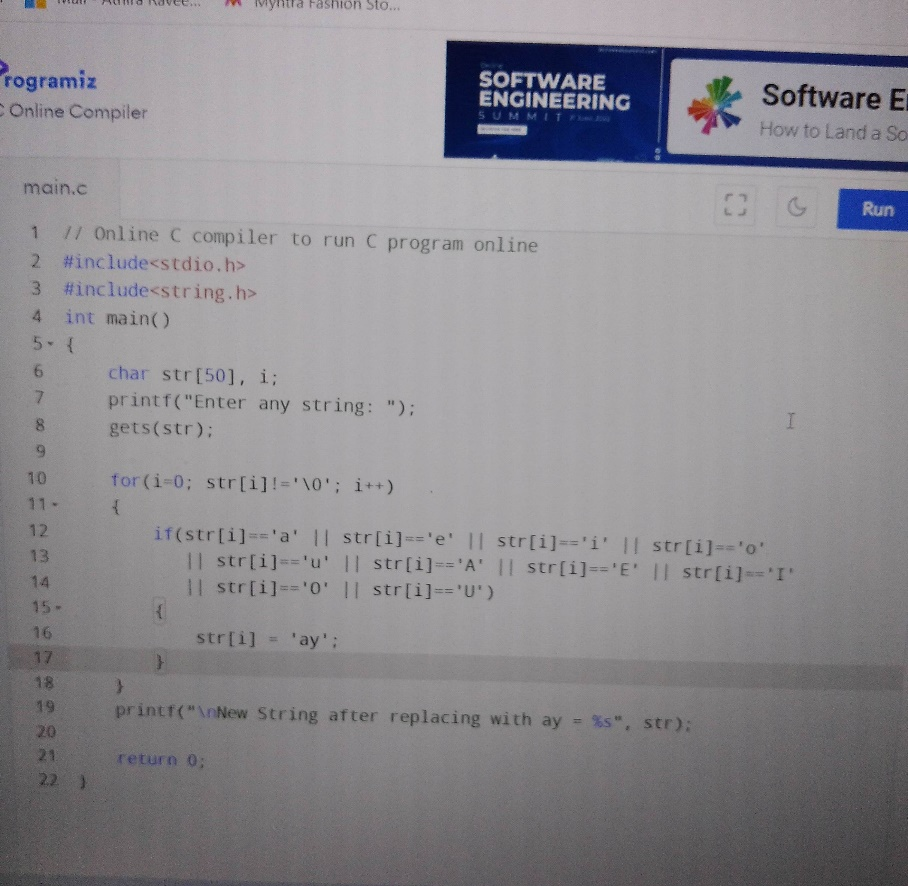 Myntra Fashion Sto...
Programiz
C Online Compiler
SOFTWARE
ENGINEERING
SUMMIT
Software E
How to Land a So
main.c
Run
1 // Online C compiler to run C program online
2 #include<stdio.h>
3 #include<string.h>
4 int main()
5 {
6 char str[50], i;
7 printf("Enter any string: ");
8 gets(str);
9
10 for(i=0; str[i]!='\0'; i++)
11 {
12 if(str[i]=='a' || str[i]=='e' || str[i]=='i' || str[i]=='o'
13 || str[i]=='u' || str[i]=='A' || str[i]=='E' || str[i]=='I'
14 || str[i]=='O' || str[i]=='U')
15 {
16 str[i] = 'ay';
17 }
18 }
19 printf("\nNew String after replacing with ay = %s", str);
20
21 return 0;
22 }